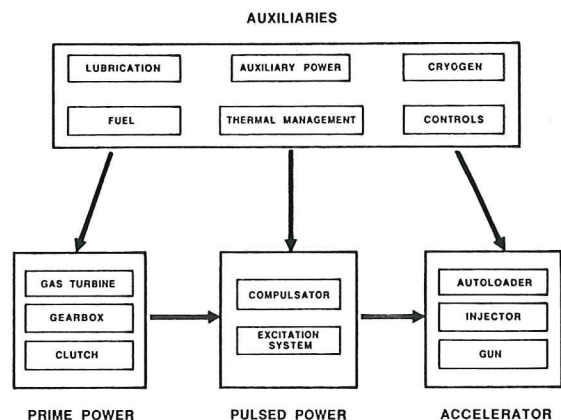 AUXILIARIES
LUBRICATION
AUXILIARY POWER
CRYOGEN
FUEL
THERMAL MANAGEMENT
CONTROLS
GAS TURBINE
GEARBOX
CLUTCH
COMPULSATOR
EXCITATION
SYSTEM
AUTOLOADER
INJECTOR
GUN
PRIME POWER
PULSED POWER
ACCELERATOR